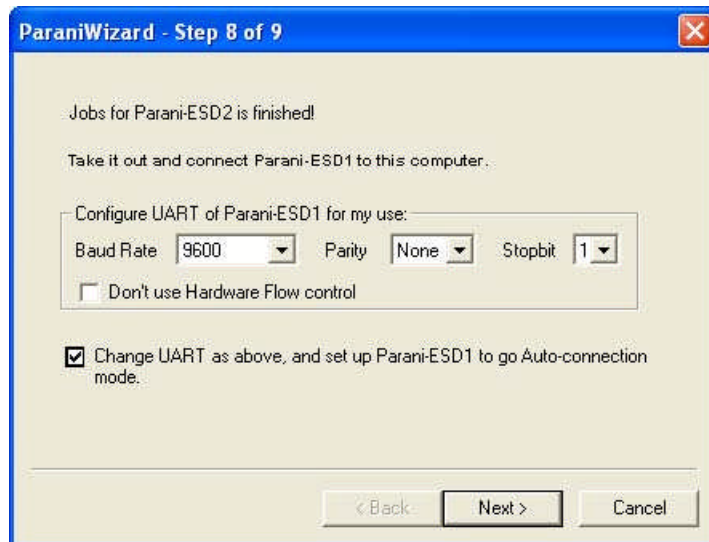 ParaniWizard - Step 8 of 9
Jobs for Parani-ESD2 is finished!
Take it out and connect Parani-ESD1 to this computer.
Configure UART of Parani-ESD1 for my use:
Baud Rate 9600 Parity None Stopbit 1
Don't use Hardware Flow control
Change UART as above, and set up Parani-ESD1 to go Auto-connection
mode.
< Back Next > Cancel